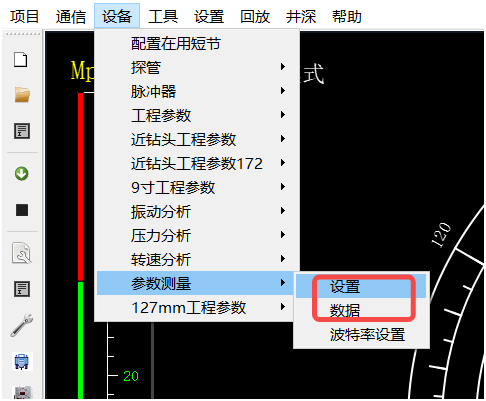 项目 通信 设备 工具 设置 回放 井深 帮助
配置在用短节
Mp
式
探管
脉冲器
工程参数
近钻头工程参数
近钻头工程参数172
9寸工程参数
振动分析
120
压力分析
转速分析
参数测量
设置
127mm工程参数
数据
波特率设置
20